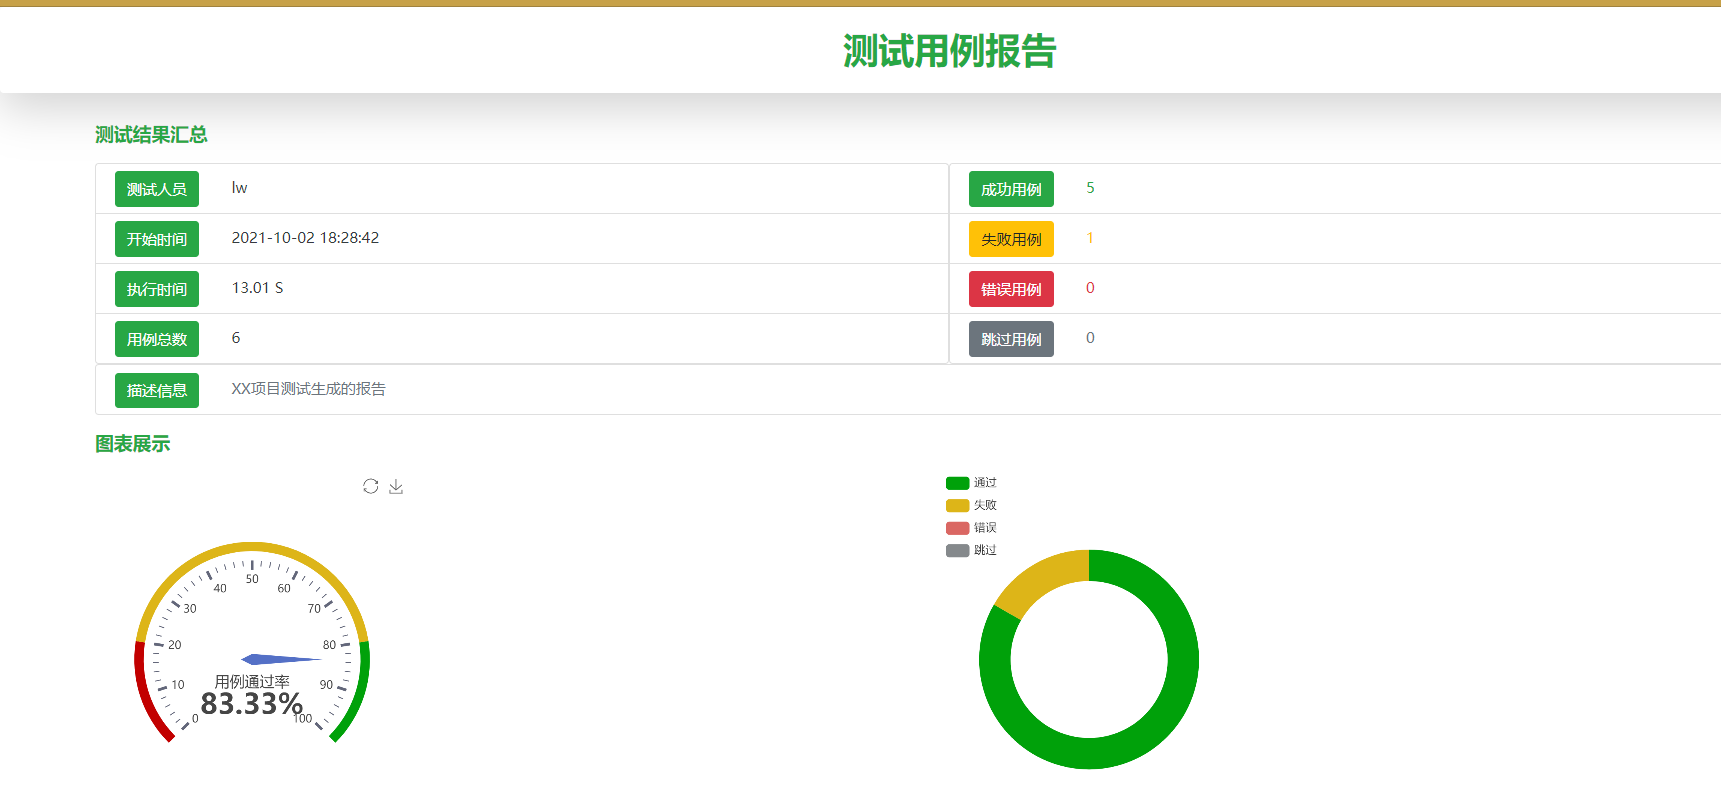 测试用例报告
测试结果汇总
测试人员 lw
开始时间 2021-10-02 18:28:42
执行时间 13.01 S
用例总数 6
成功用例 5
失败用例 1
错误用例 0
跳过用例 0
描述信息 XX项目测试生成的报告
图表展示
0
10
20
30
40
50
60
70
80
90
100
用例通过率
83.33%
通过
失败
错误
跳过